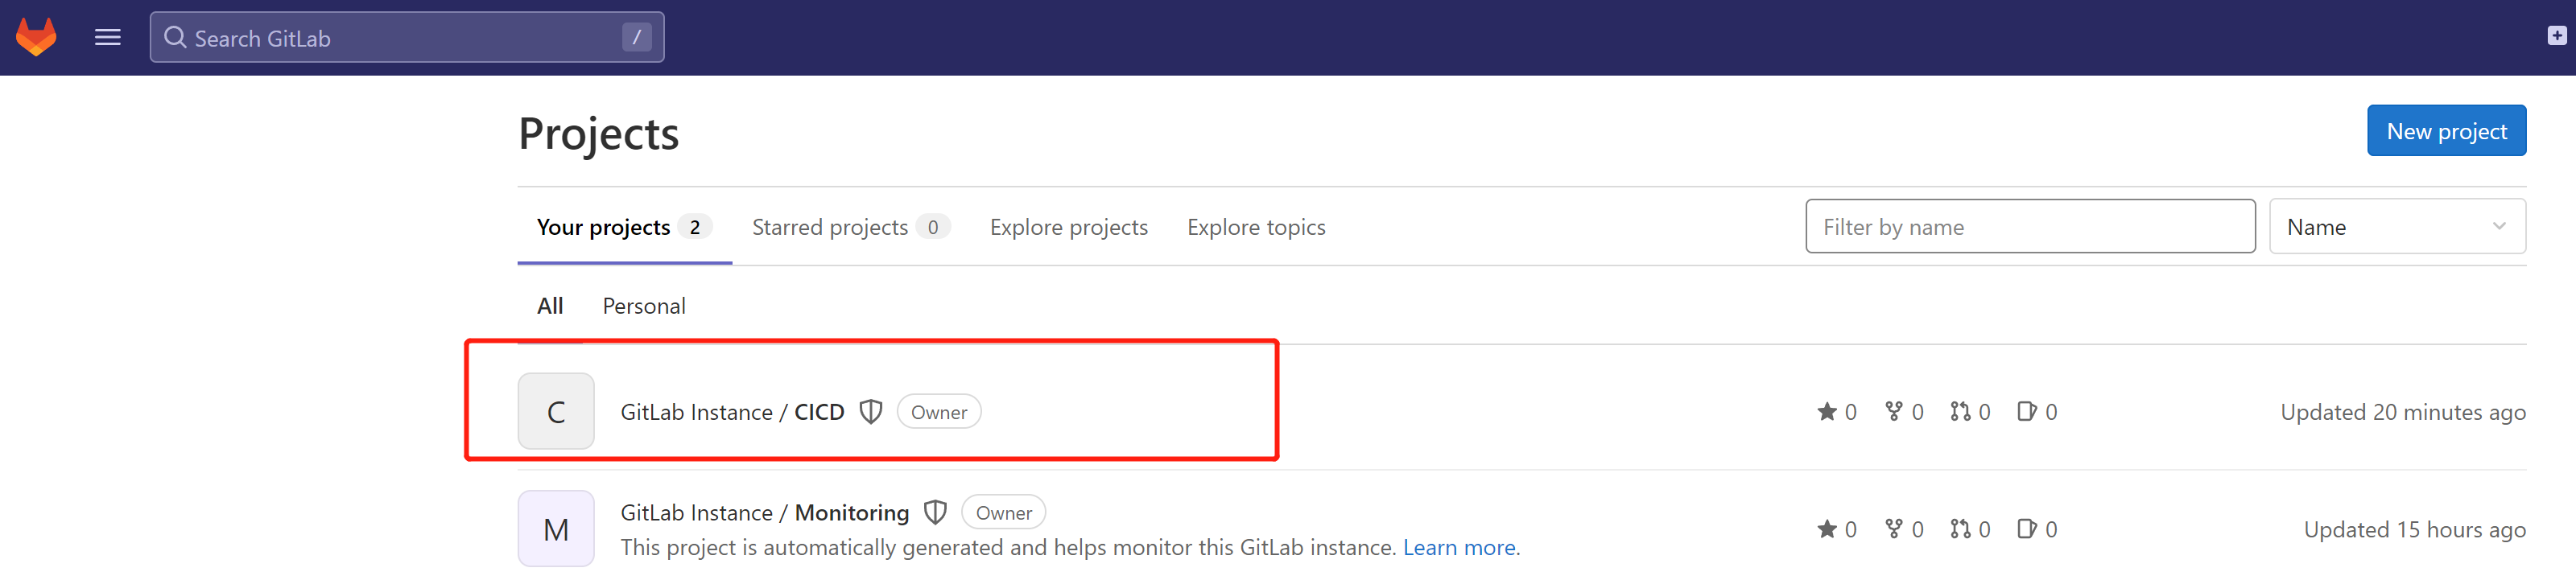 Search GitLab /
Projects
New project
Your projects 2 Starred projects 0 Explore projects Explore topics Filter by name Name
All Personal
C GitLab Instance / CICD Owner 0 0 0 0 Updated 20 minutes ago
M GitLab Instance / Monitoring Owner 0 0 0 0 Updated 15 hours ago
This project is automatically generated and helps monitor this GitLab instance. Learn more.